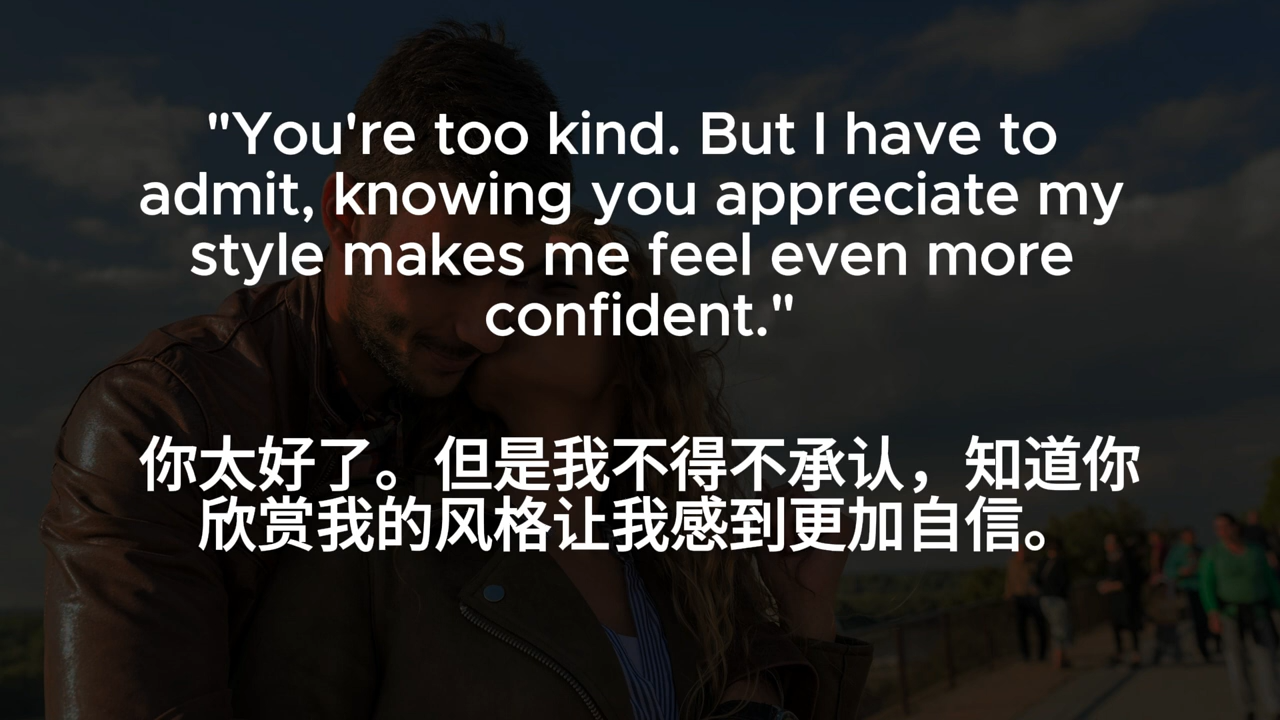 "You're too kind. But I have to
admit, knowing you appreciate my
style makes me feel even more
confident."
你太好了。但是我不得不承认，知道你
欣赏我的风格让我感到更加自信。